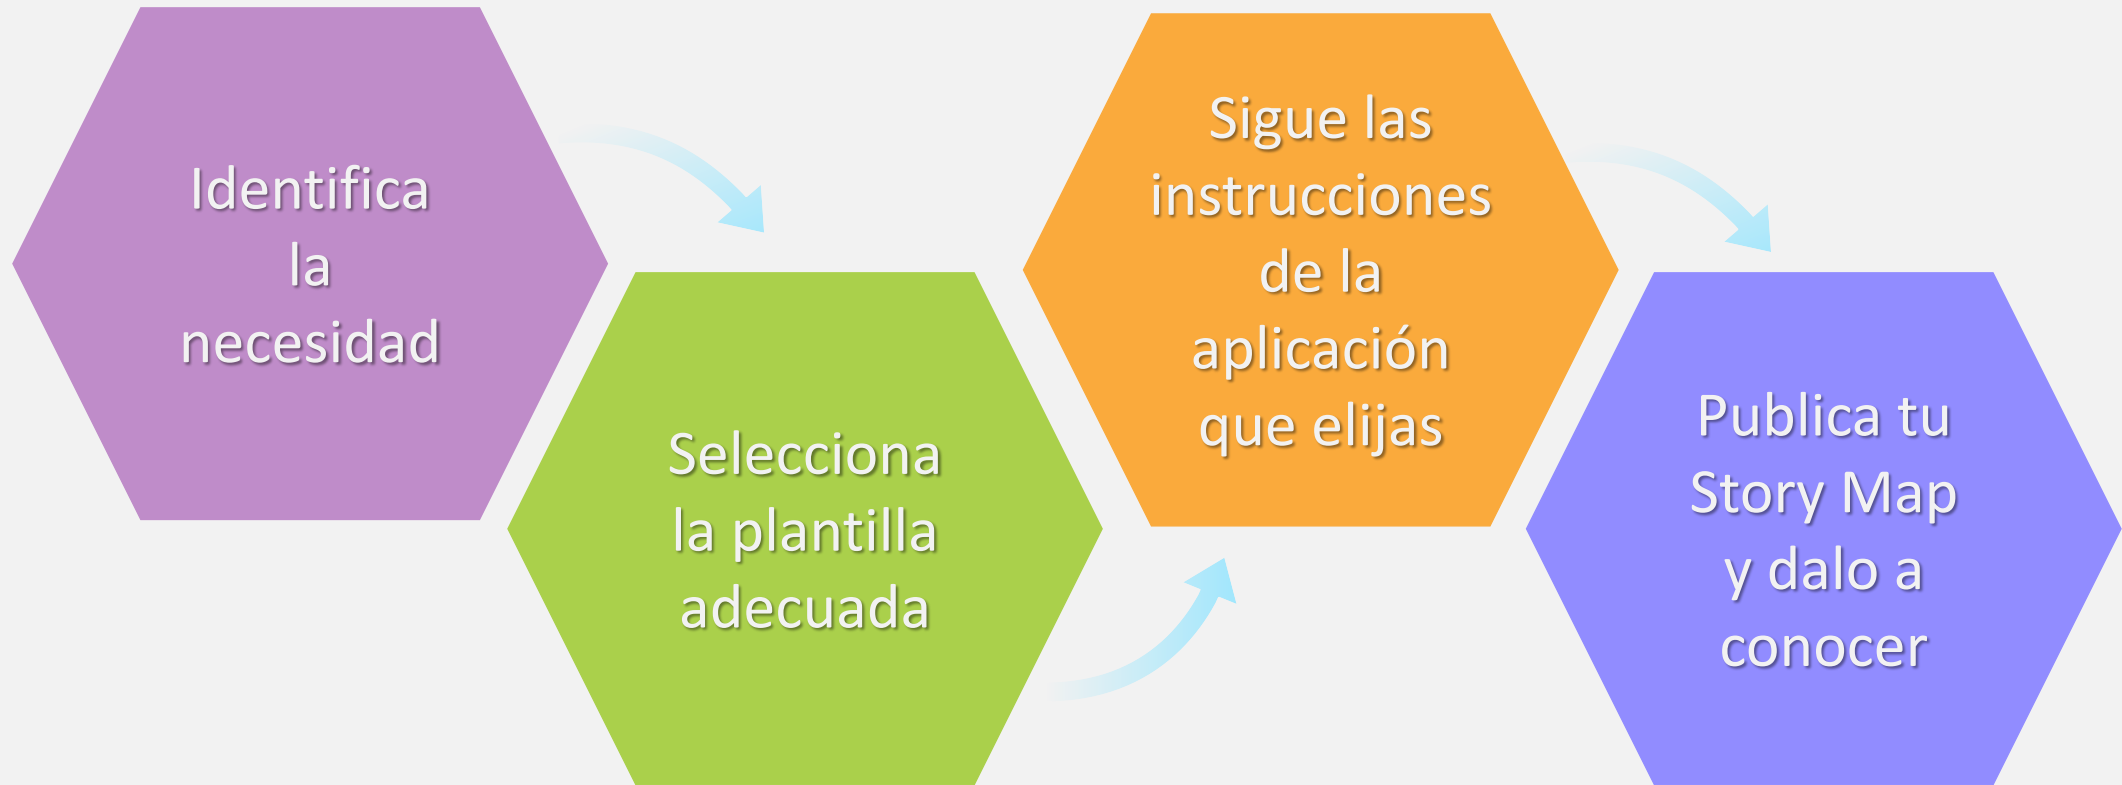 Identifica
la
necesidad
Selecciona
la plantilla
adecuada
Sigue las
instrucciones
de la
aplicación
que elijas
Publica tu
Story Map
y dalo a
conocer